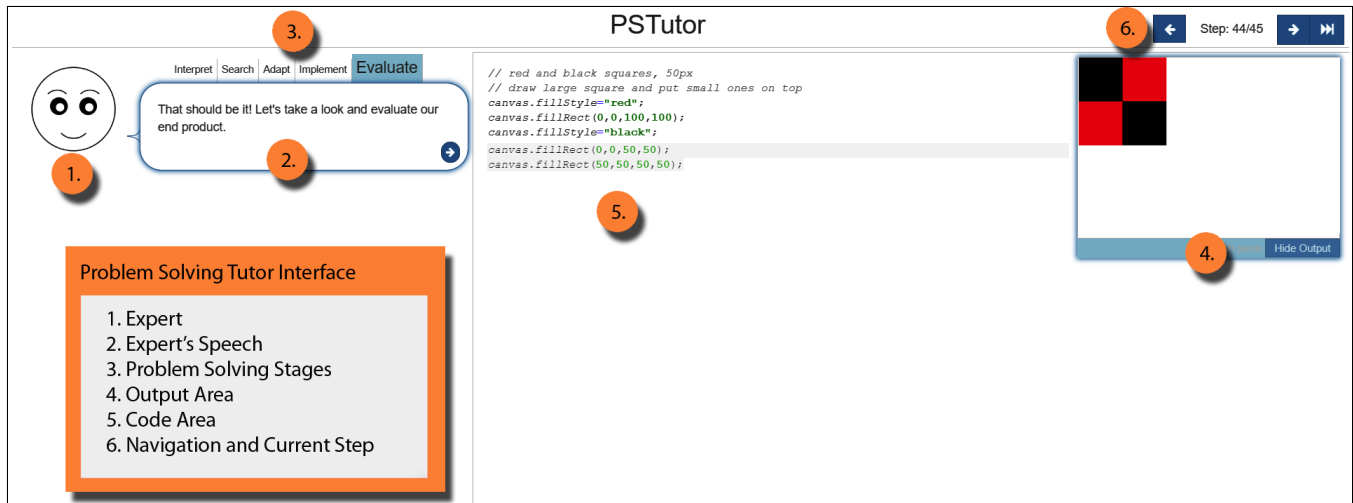 PSTutor
3.
6.
Step: 44/45
Interpret Search Adapt Implement Evaluate
That should be it! Let's take a look and evaluate our
end product.
2.
1.
// red and black squares, 50px
// draw large square and put small ones on top
canvas.fillStyle="red";
canvas.fillRect(0,0,100,100);
canvas.fillStyle="black";
canvas.fillRect(0,0,50,50);
canvas.fillRect(50,50,50,50);
5.
4.
Hide Output
Problem Solving Tutor Interface
1. Expert
2. Expert's Speech
3. Problem Solving Stages
4. Output Area
5. Code Area
6. Navigation and Current Step